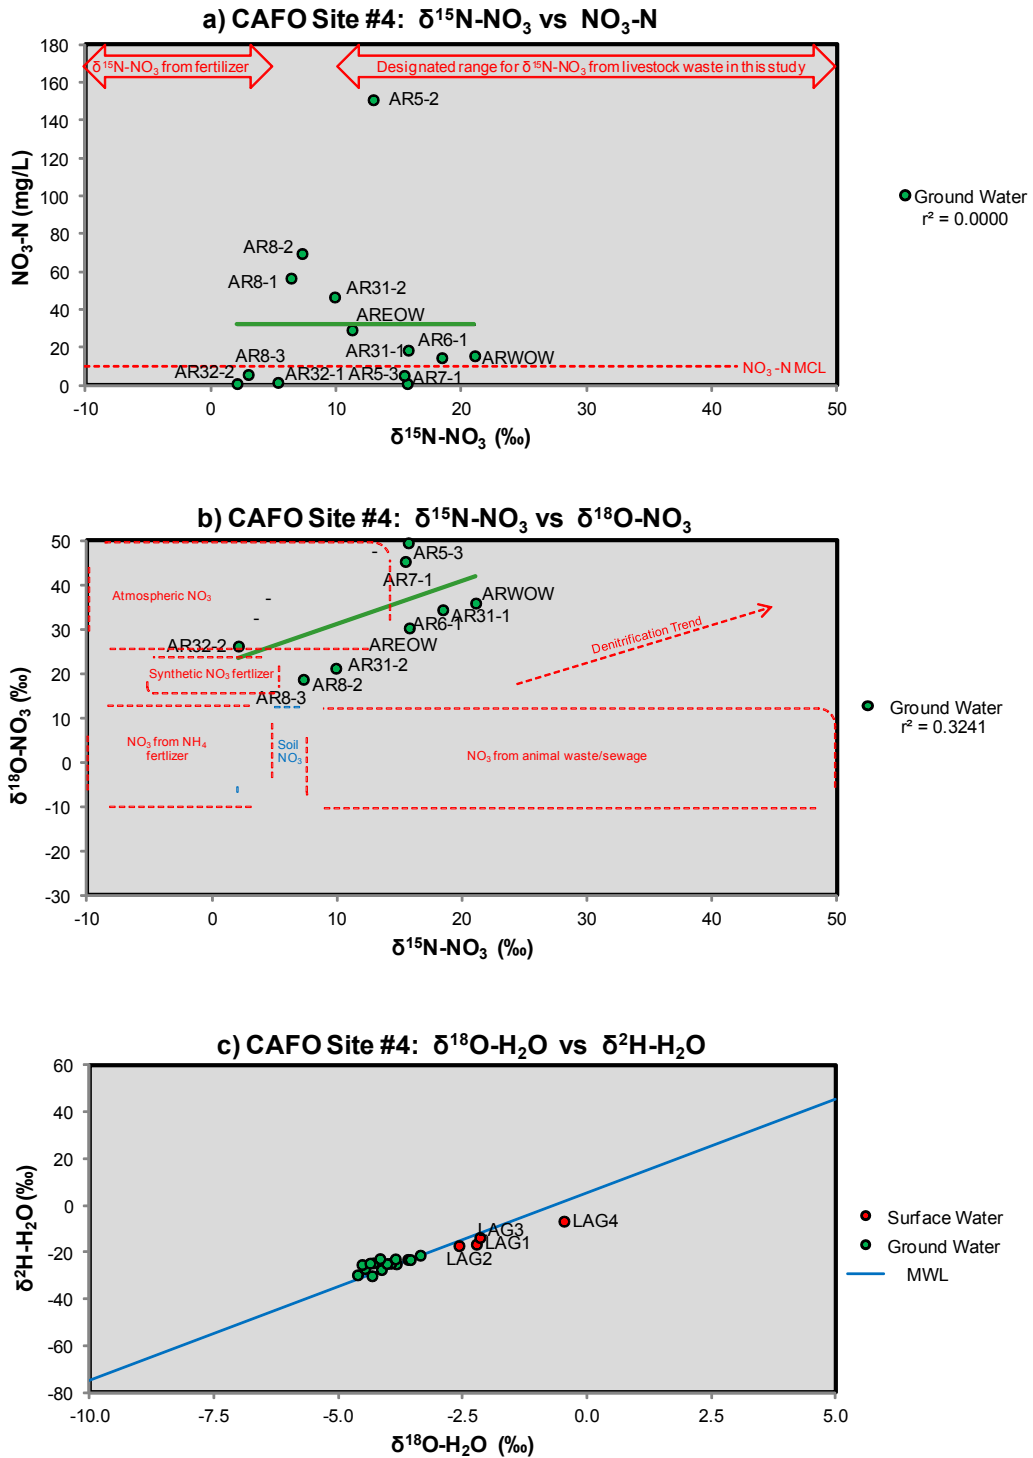 a) CAFO Site #4: δ¹⁵N-NO₃ vs NO₃-N
180
160
140
120
100
80
60
40
20
0
NO₃-N (mg/L)
δ¹⁵N-NO₃ from fertilizer
Designated range for δ¹⁵N-NO₃ from livestock waste in this study
AR5-2
AR8-2
AR8-1
AR31-2
AREOW
AR6-1
AR31-1
ARWOW
AR8-3
AR32-2
AR32-1
AR5-3
AR7-1
NO₃-N MCL
-10
0
10
20
30
40
50
δ¹⁵N-NO₃ (‰)
Ground Water
r² = 0.0000
b) CAFO Site #4: δ¹⁵N-NO₃ vs δ¹⁸O-NO₃
50
40
30
20
10
0
-10
-20
-30
δ¹⁸O-NO₃ (‰)
AR5-3
AR7-1
Atmospheric NO₃
ARWOW
AR31-1
AR6-1
Denitrification Trend
AR32-2
AREOW
AR31-2
Synthetic NO₃ fertlizer
AR8-2
AR8-3
NO₃ from NH₄
fertlizer
Soil
NO₃
NO₃ from animal waste/sewage
-10
0
10
20
30
40
50
δ¹⁵N-NO₃ (‰)
Ground Water
r² = 0.3241
c) CAFO Site #4: δ¹⁸O-H₂O vs δ²H-H₂O
60
40
20
0
-20
-40
-60
-80
δ²H-H₂O (‰)
LAG4
LAG3
LAG1
LAG2
-10.0
-7.5
-5.0
-2.5
0.0
2.5
5.0
δ¹⁸O-H₂O (‰)
Surface Water
Ground Water
MWL